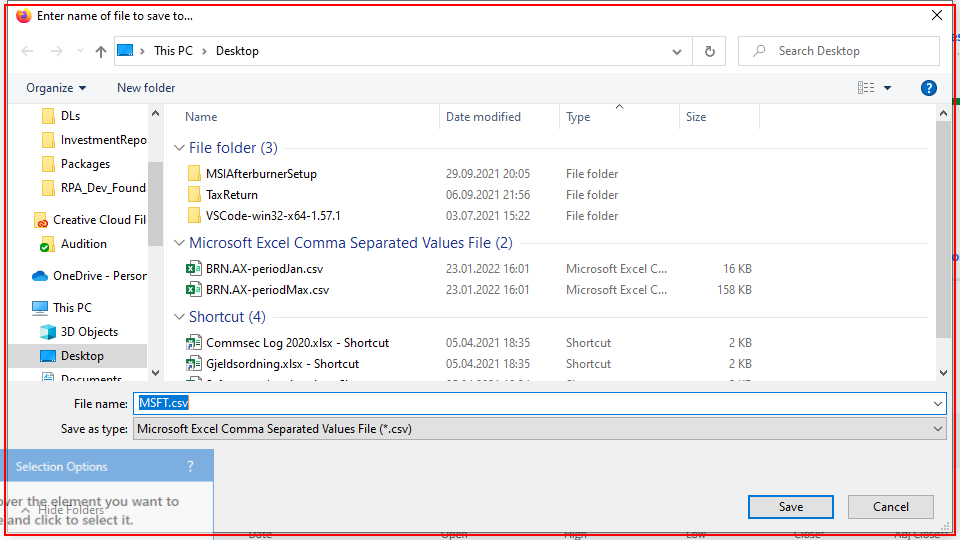 Enter name of file to save to...
This PC > Desktop
Search Desktop
Organize
New folder
?
DLs
InvestmentRepo
Packages
RPA_Dev_Found
Creative Cloud Fil
Audition
OneDrive - Person
This PC
3D Objects
Desktop
Documents
Name Date modified Type Size
File folder (3)
MSIAfterburnerSetup 29.09.2021 20:05 File folder
TaxReturn 06.09.2021 21:56 File folder
VSCode-win32-x64-1.57.1 03.07.2021 15:22 File folder
Microsoft Excel Comma Separated Values File (2)
BRN.AX-periodJan.csv 23.01.2022 16:01 Microsoft Excel C... 16 KB
BRN.AX-periodMax.csv 23.01.2022 16:01 Microsoft Excel C... 158 KB
Shortcut (4)
Commsec Log 2020.xlsx - Shortcut 05.04.2021 18:35 Shortcut 2 KB
Gjeldsordning.xlsx - Shortcut 05.04.2021 18:35 Shortcut 2 KB
File name: MSFT.csv
Save as type: Microsoft Excel Comma Separated Values File (*.csv)
Selection Options ?
over the element you want to
Hide Folders
e and click to select it.
Save
Cancel
Date Open High Low Close* Adj Close**